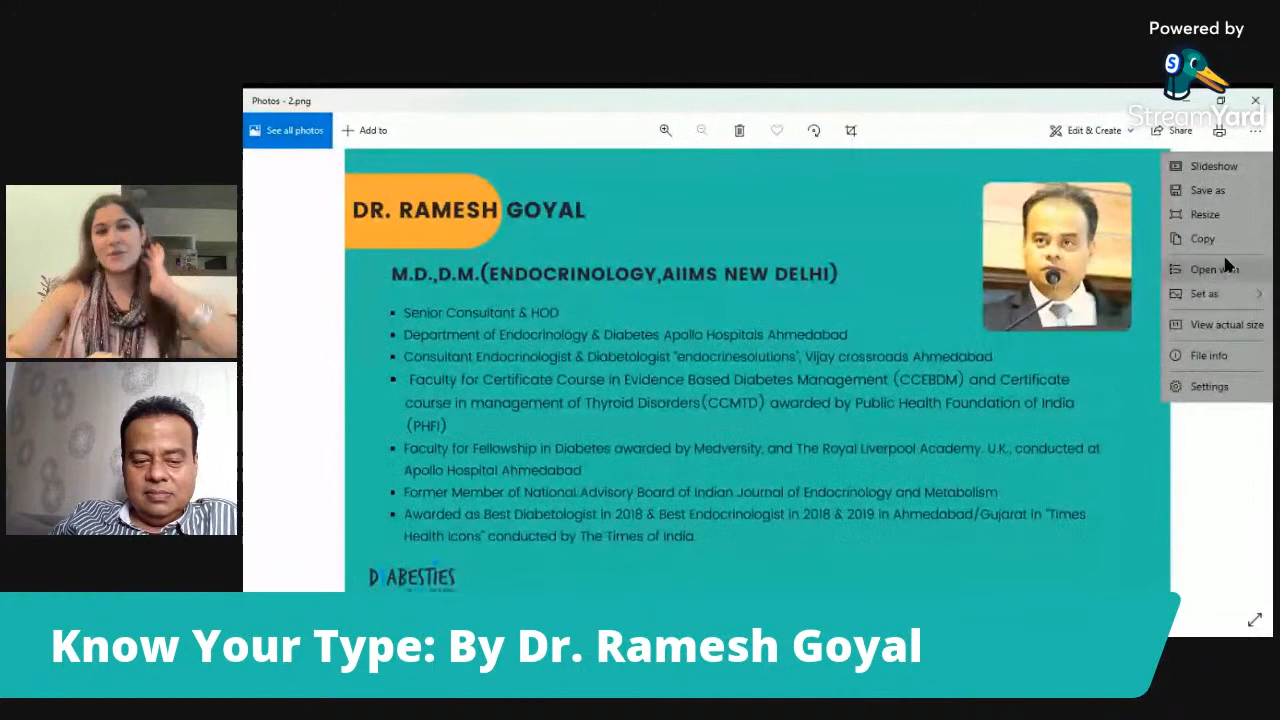 Powered by
StreamYard
Photos - 2.png
See all photos
Add to
Edit & Create
Share
Slideshow
Save as
Resize
Copy
Open
Set as
View actual size
File info
Settings
DR. RAMESH GOYAL
M.D.,D.M.(ENDOCRINOLOGY,AIIMS NEW DELHI)
Senior Consultant & HOD
Department of Endocrinology & Diabetes Apollo Hospitals Ahmedabad
Consultant Endocrinologist & Diabetologist "endocrinesolutions", Vijay crossroads Ahmedabad
Faculty for Certificate Course in Evidence Based Diabetes Management (CCEBDM) and Certificate
course in management of Thyroid Disorders(CCMTD) awarded by Public Health Foundation of India
(PHFI)
Faculty for Fellowship in Diabetes awarded by Medversity, and The Royal Liverpool Academy. U.K., conducted at
Apollo Hospital Ahmedabad
Former Member of National Advisory Board of Indian Journal of Endocrinology and Metabolism
Awarded as Best Diabetologist in 2018 & Best Endocrinologist in 2018 & 2019 in Ahmedabad/Gujarat in "Times
Health Icons" conducted by The Times of India.
DIABESTIES
Know Your Type: By Dr. Ramesh Goyal